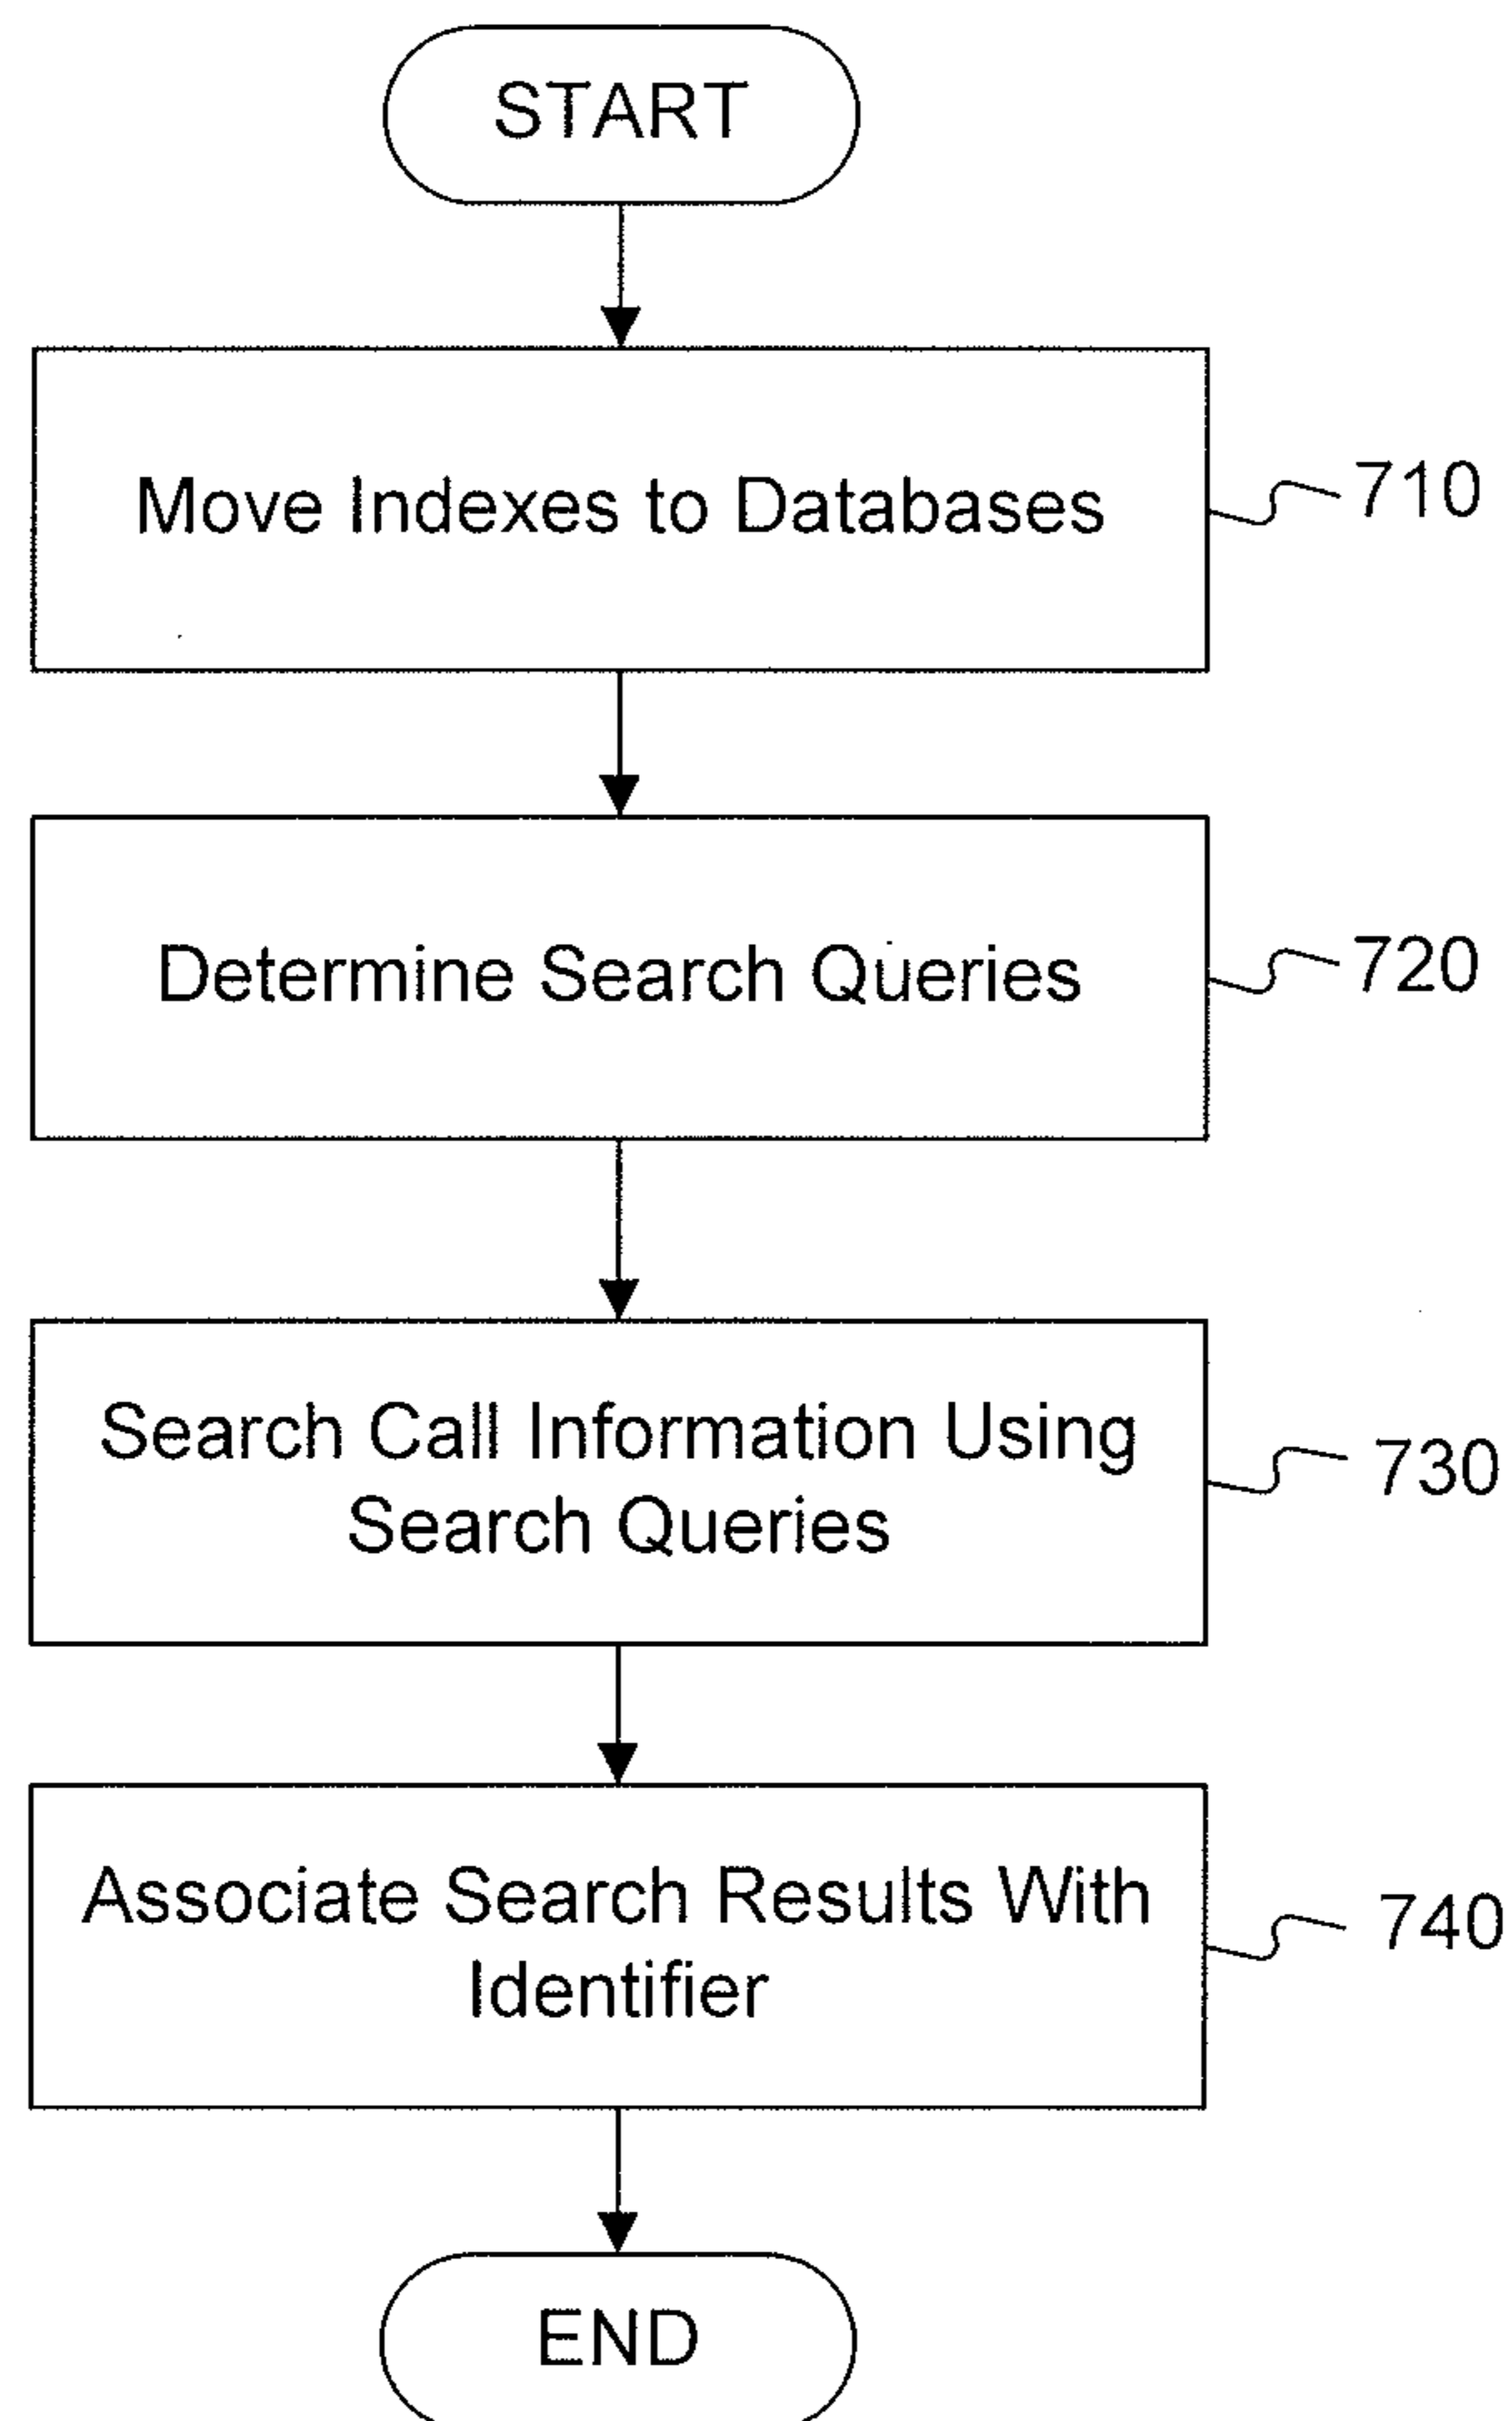 START
Move Indexes to Databases
710
Determine Search Queries
720
Search Call Information Using
Search Queries
730
Associate Search Results With
Identifier
740
END